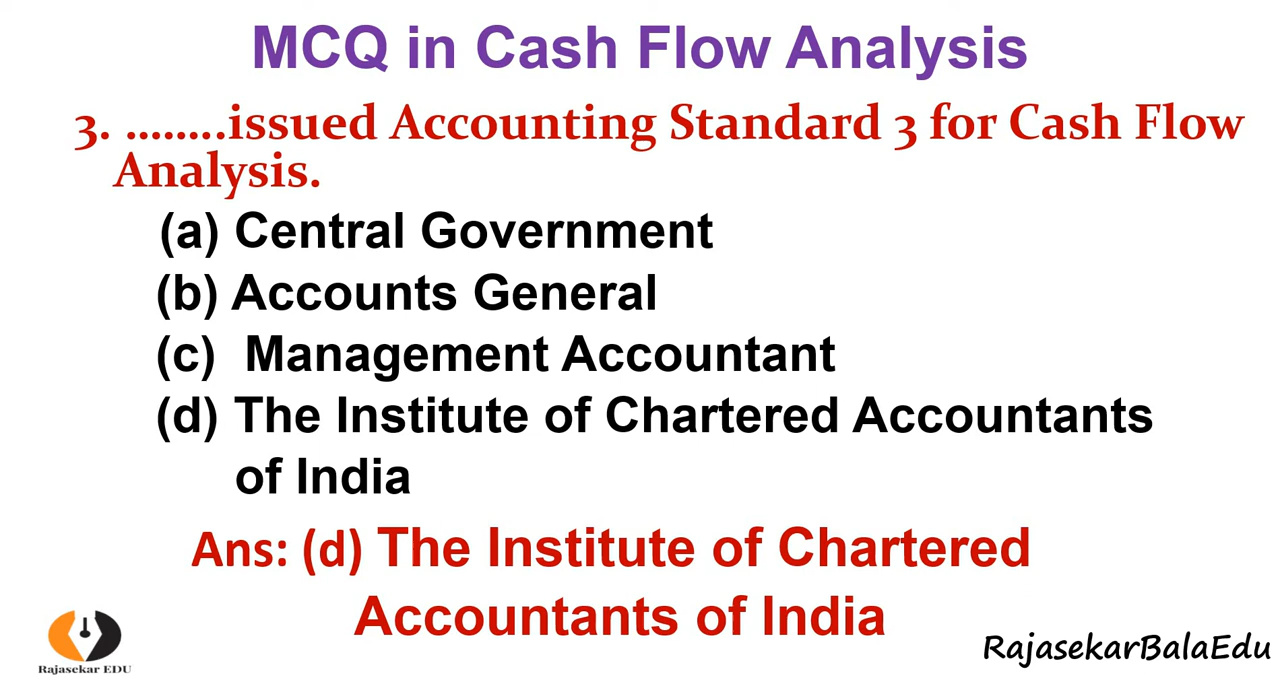 MCQ in Cash Flow Analysis
3. ........issued Accounting Standard 3 for Cash Flow
Analysis.
(a) Central Government
(b) Accounts General
(c) Management Accountant
(d) The Institute of Chartered Accountants
of India
Ans: (d) The Institute of Chartered
Accountants of India
Rajasekar EDU
RajasekarBalaEdu